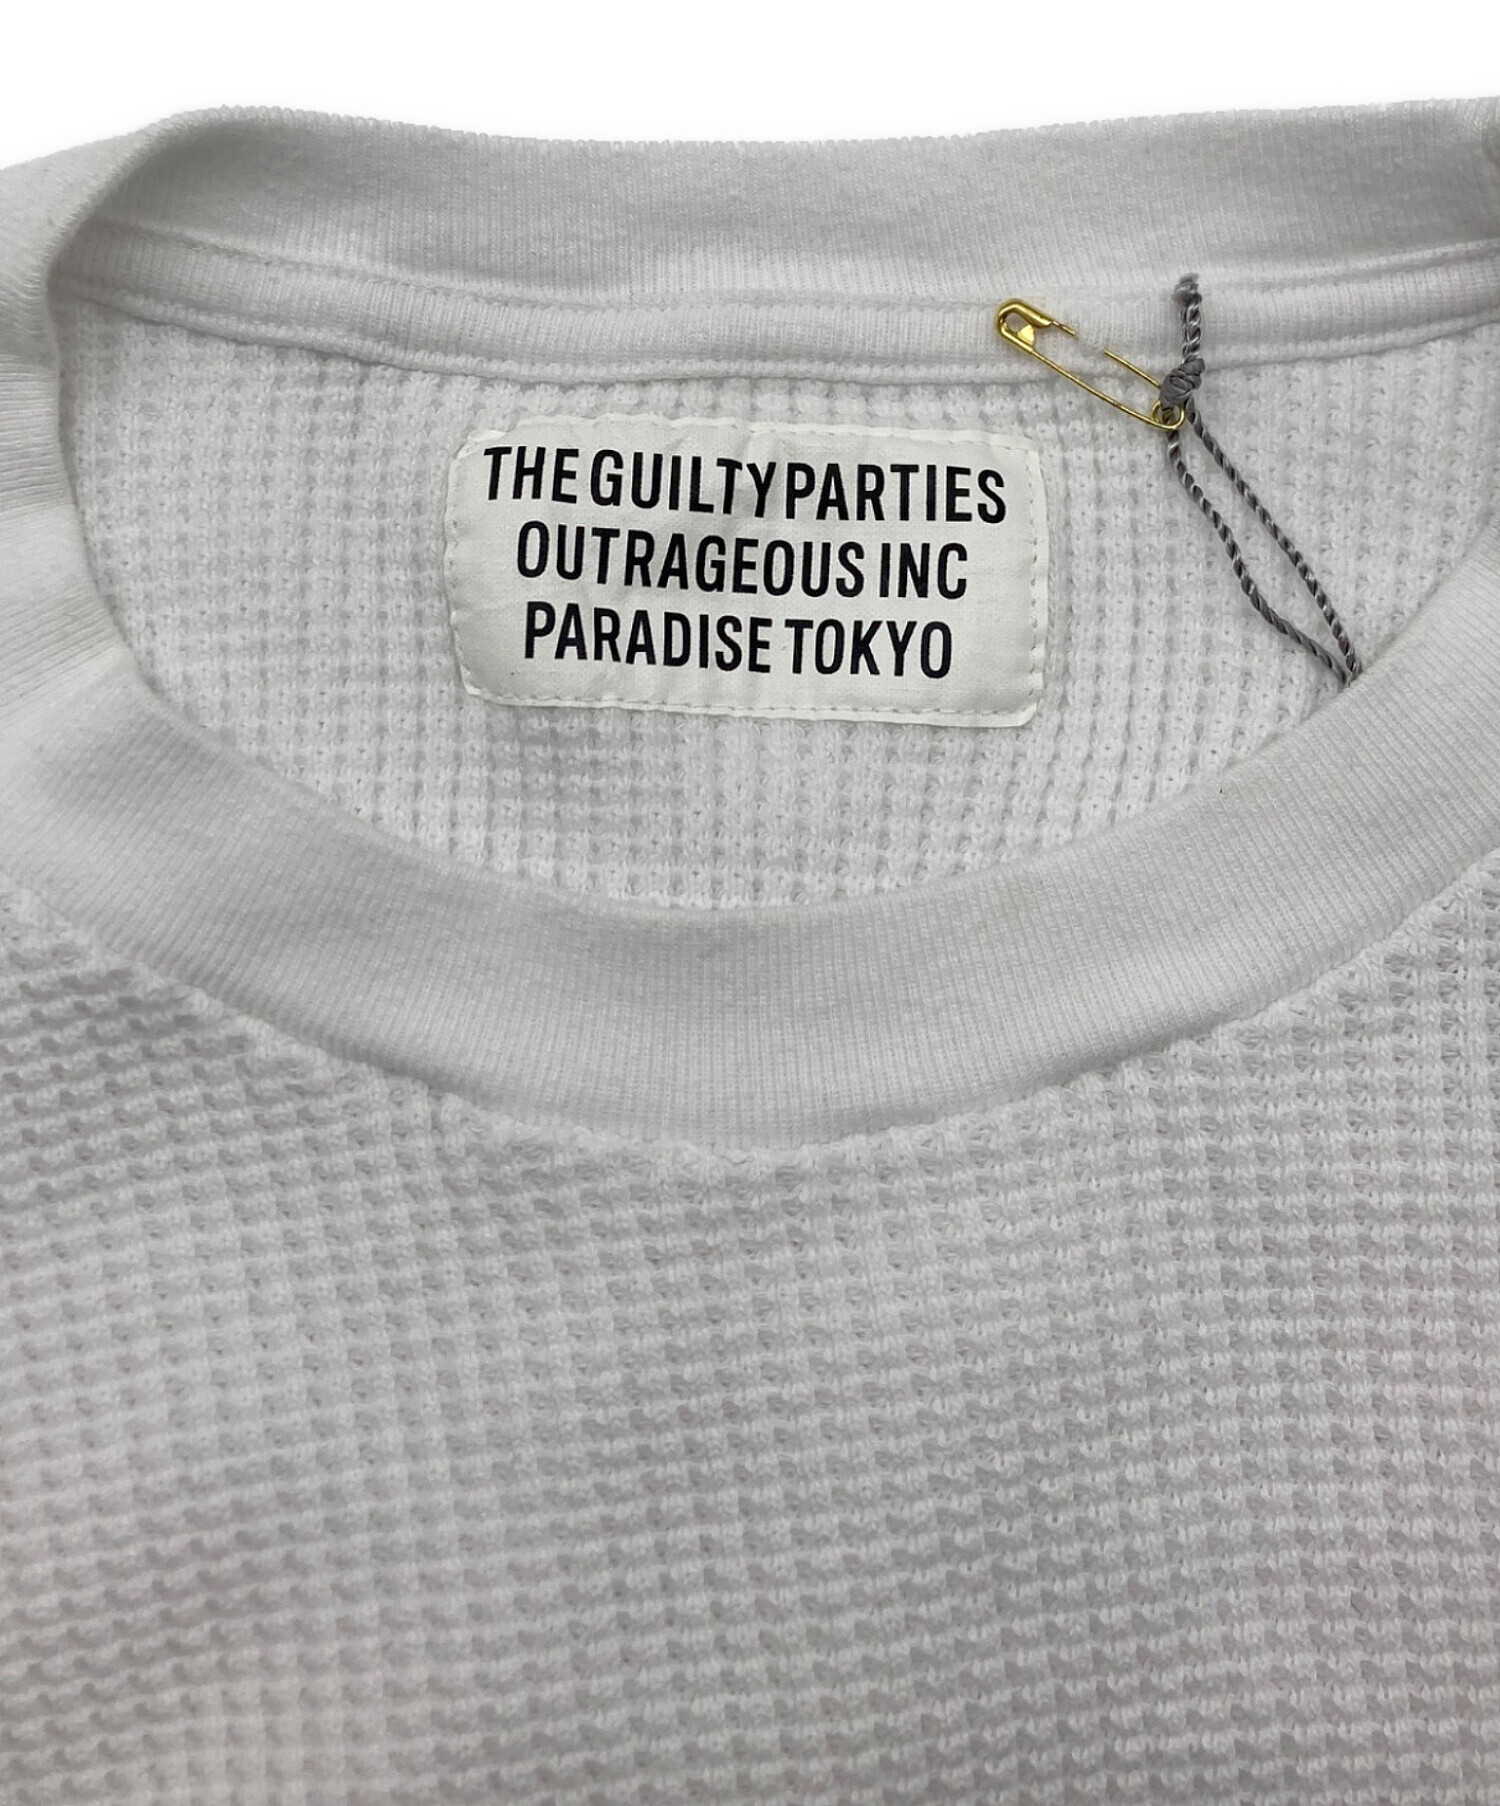 THE GUILTY PARTIES
OUTRAGEOUS INC
PARADISE TOKYO